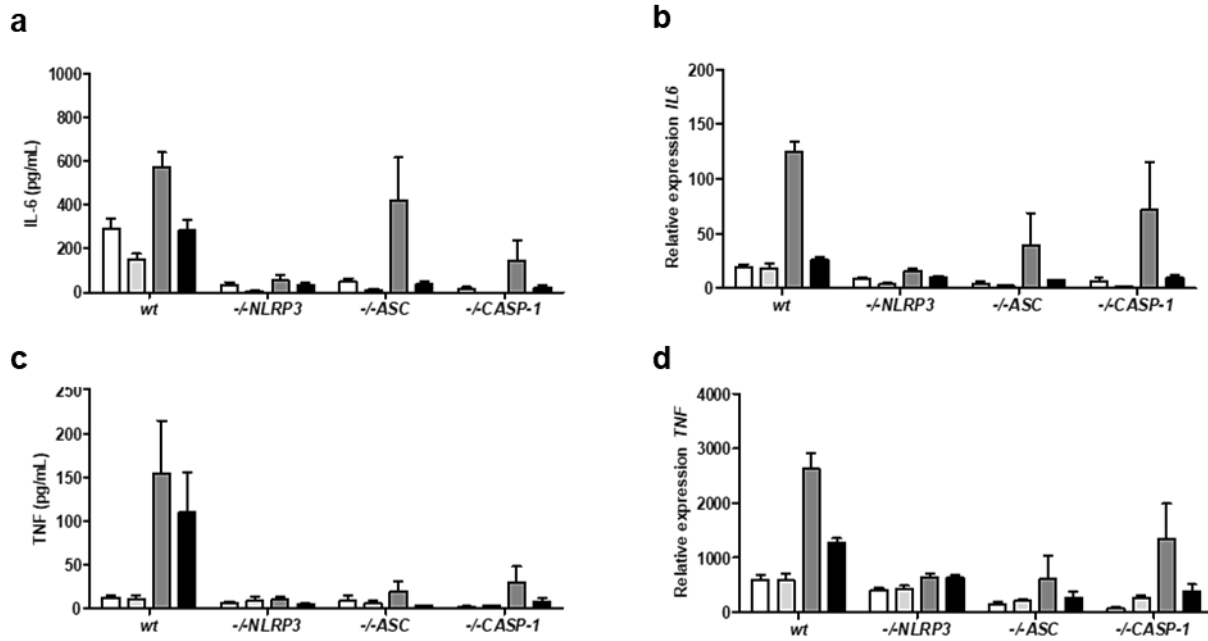 a
IL-6 (pg/mL)
1000
800
600
400
200
0
wt
-/-NLRP3
-/-ASC
-/-CASP-1
b
Relative expression IL6
200
150
100
50
0
wt
-/-NLRP3
-/-ASC
-/-CASP-1
c
TNF (pg/mL)
250
200
150
100
50
0
wt
-/-NLRP3
-/-ASC
-/-CASP-1
d
Relative expression TNF
4000
3000
2000
1000
0
wt
-/-NLRP3
-/-ASC
-/-CASP-1